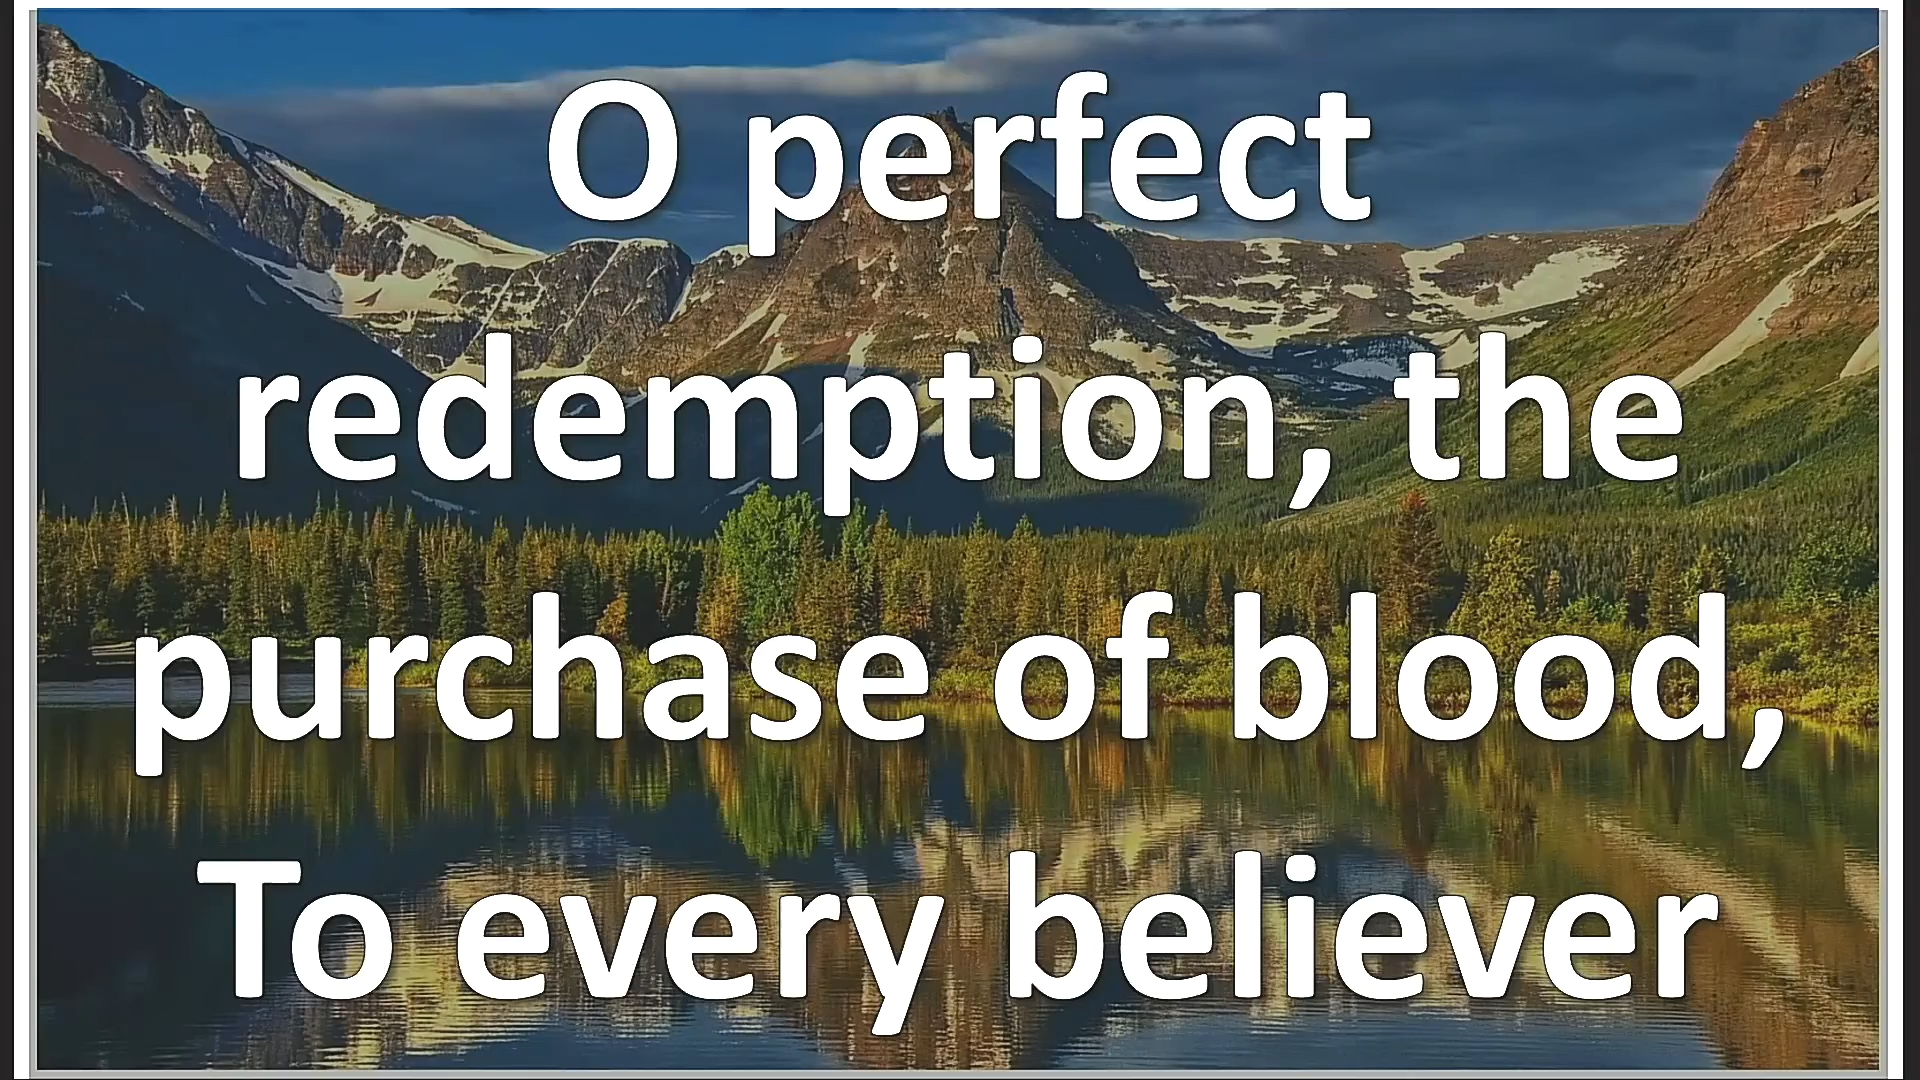 O perfect
redemption, the
purchase of blood,
To every believer